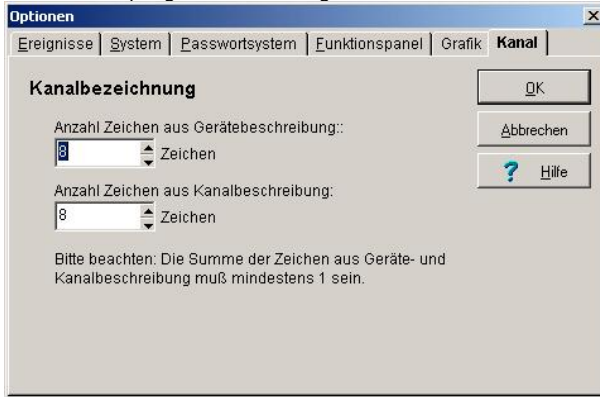 Optionen
Ereignisse System Passwortsystem Funktionspanel Grafik Kanal
Kanalbezeichnung
OK
Anzahl Zeichen aus Gerätebeschreibung::
Abbrechen
8 Zeichen
? Hilfe
Anzahl Zeichen aus Kanalbeschreibung:
8 Zeichen
Bitte beachten: Die Summe der Zeichen aus Geräte- und
Kanalbeschreibung muß mindestens 1 sein.